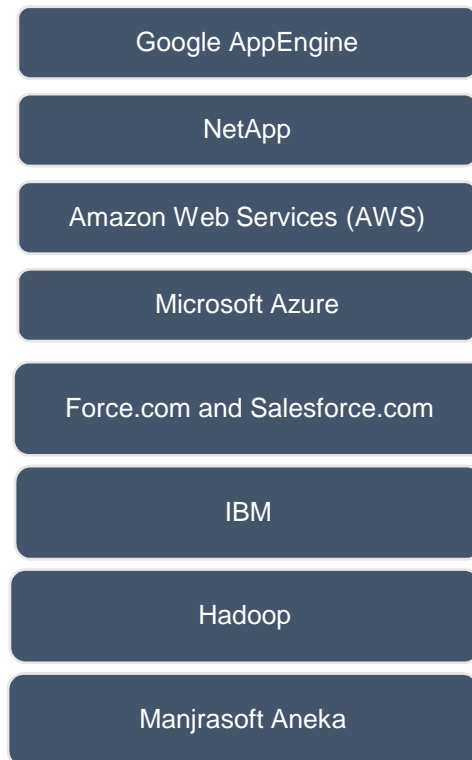 Google AppEngine
NetApp
Amazon Web Services (AWS)
Microsoft Azure
Force.com and Salesforce.com
IBM
Hadoop
Manjrasoft Aneka